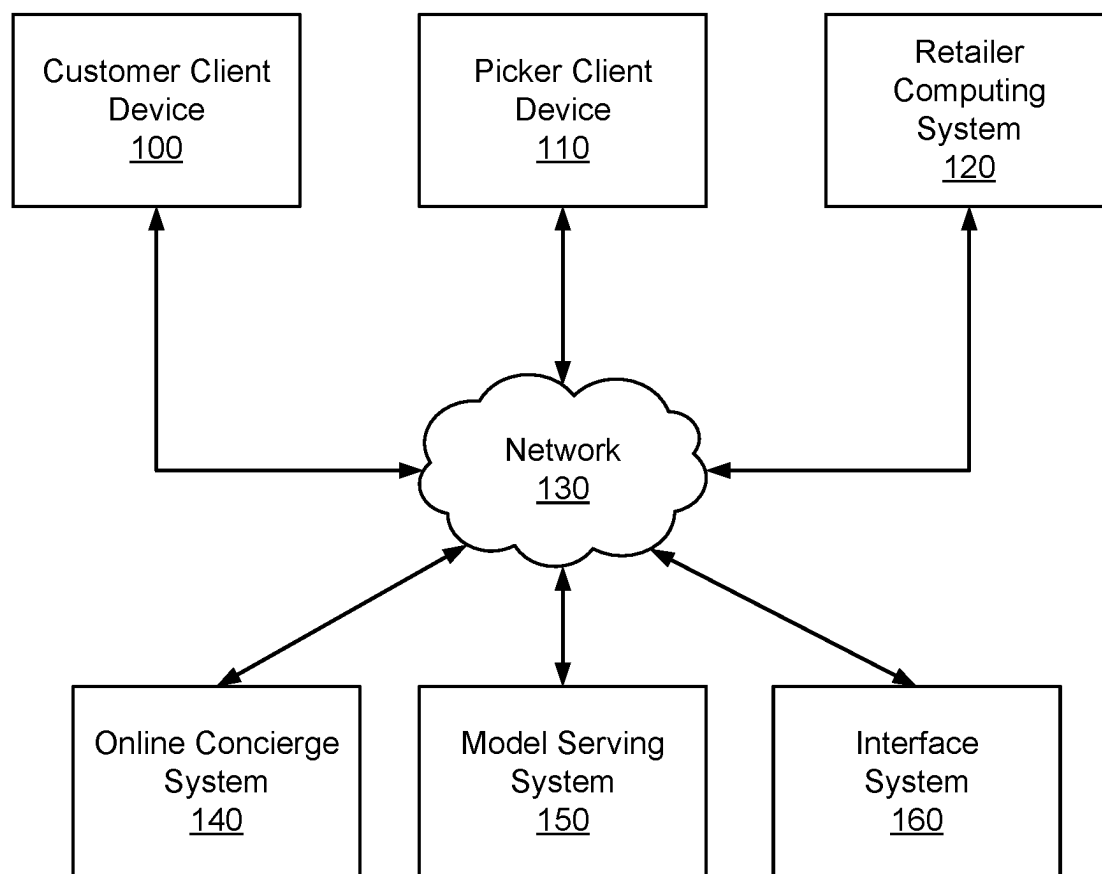 Customer Client
Device
100
Picker Client
Device
110
Retailer
Computing
System
120
Network
130
Online Concierge
System
140
Model Serving
System
150
Interface
System
160